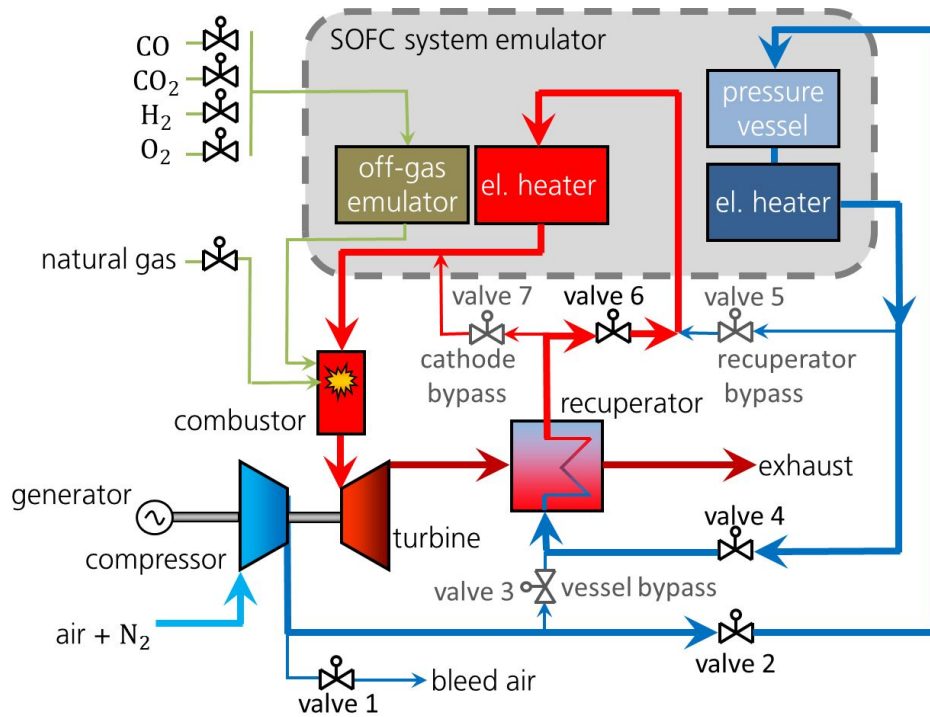 SOFC system emulator
CO
CO₂
H₂
O₂
pressure
vessel
off-gas
emulator
el. heater
el. heater
natural gas
valve 7
valve 6
valve 5
cathode
bypass
recuperator
bypass
combustor
recuperator
exhaust
generator
compressor
turbine
valve 4
valve 3
vessel bypass
air + N₂
valve 2
bleed air
valve 1